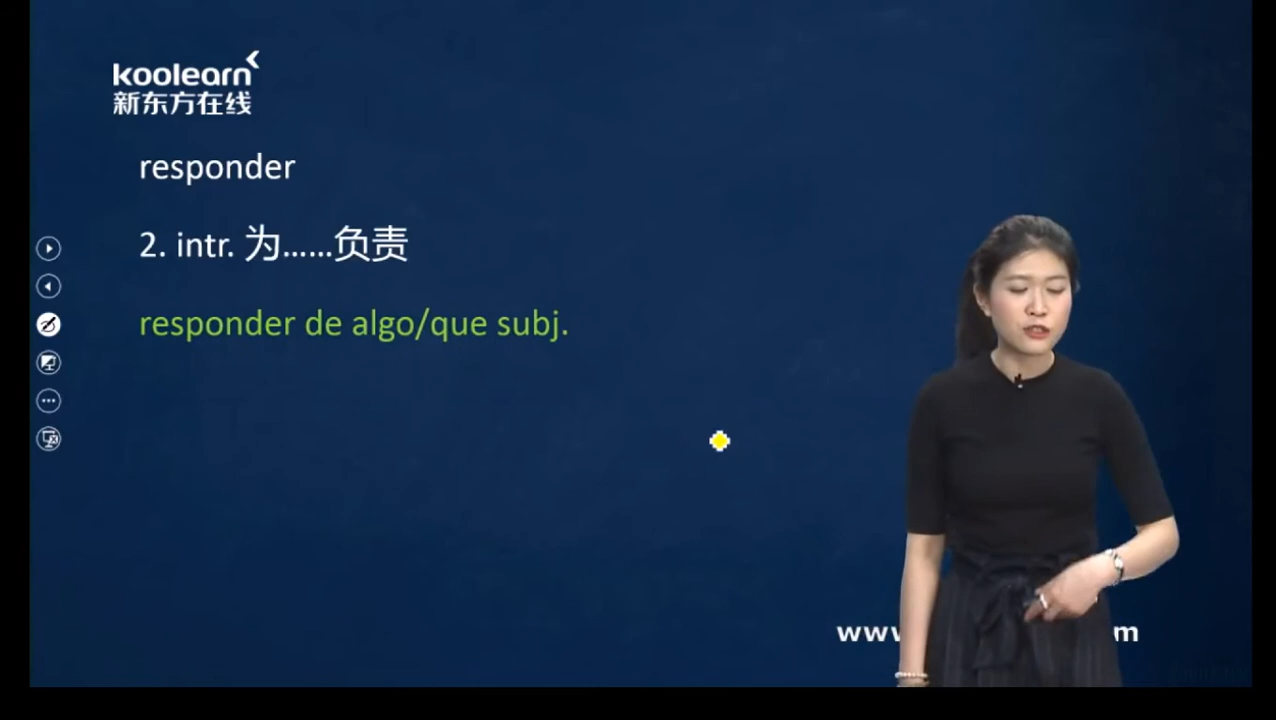 koolearn
新东方在线
responder
2. intr. 为……负责
responder de algo/que subj.